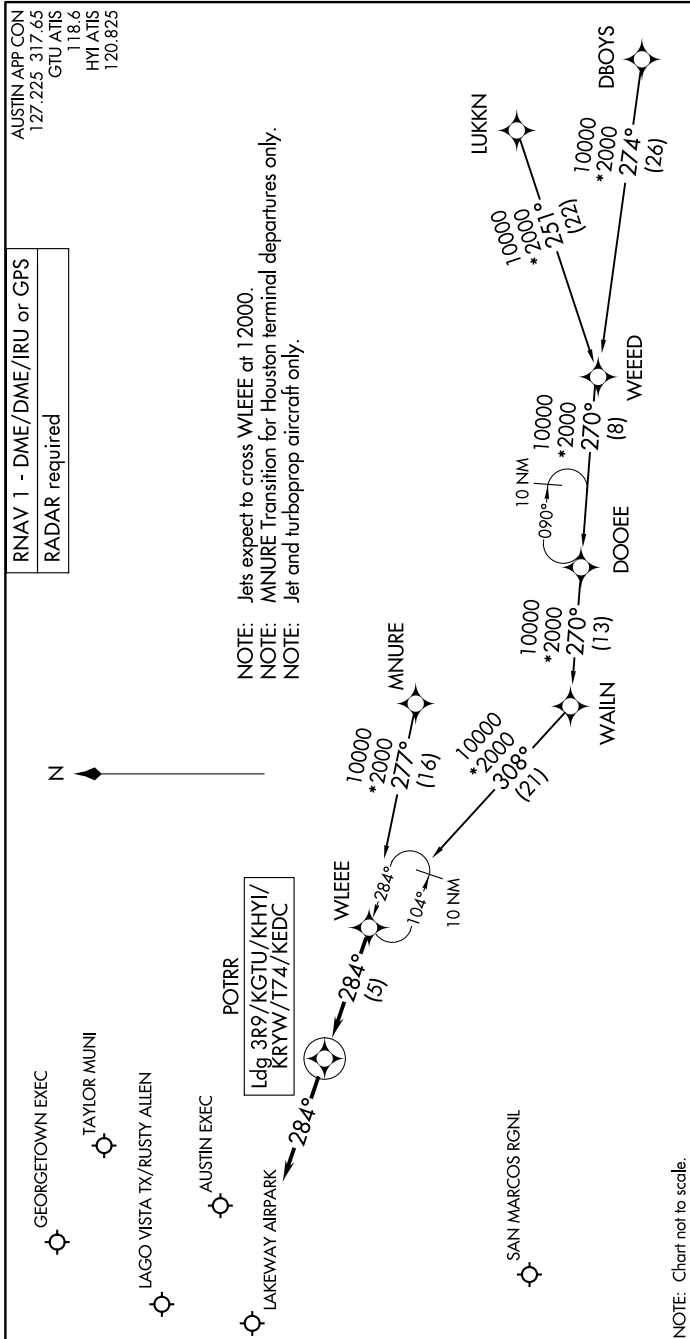 RNAV 1 - DME/DME/IRU or GPS
RADAR required
AUSTIN APP CON
127.225 317.65
GTU ATIS
118.6
HYI ATIS
120.825
NOTE: Jets expect to cross WLEEE at 12000.
NOTE: MNURE Transition for Houston terminal departures only.
NOTE: Jet and turboprop aircraft only.
N
GEORGETOWN EXEC
TAYLOR MUNI
LAGO VISTA TX/RUSTY ALLEN
AUSTIN EXEC
LAKEWAY AIRPARK
SAN MARCOS RGNL
POTRR
Ldg 3R9/KGTU/KHYI/
KRYW/T74/KEDC
284°
284°
(5)
WLEEE
284°
104°
10 NM
MNURE
10000
*2000
277°
(16)
10000
*2000
308°
(21)
WAILN
10000
*2000
270°
(13)
DOOEE
090°
10 NM
10000
*2000
270°
(8)
WEEED
LUKKN
10000
*2000
251°
(22)
DBOYS
10000
*2000
274°
(26)
NOTE: Chart not to scale.